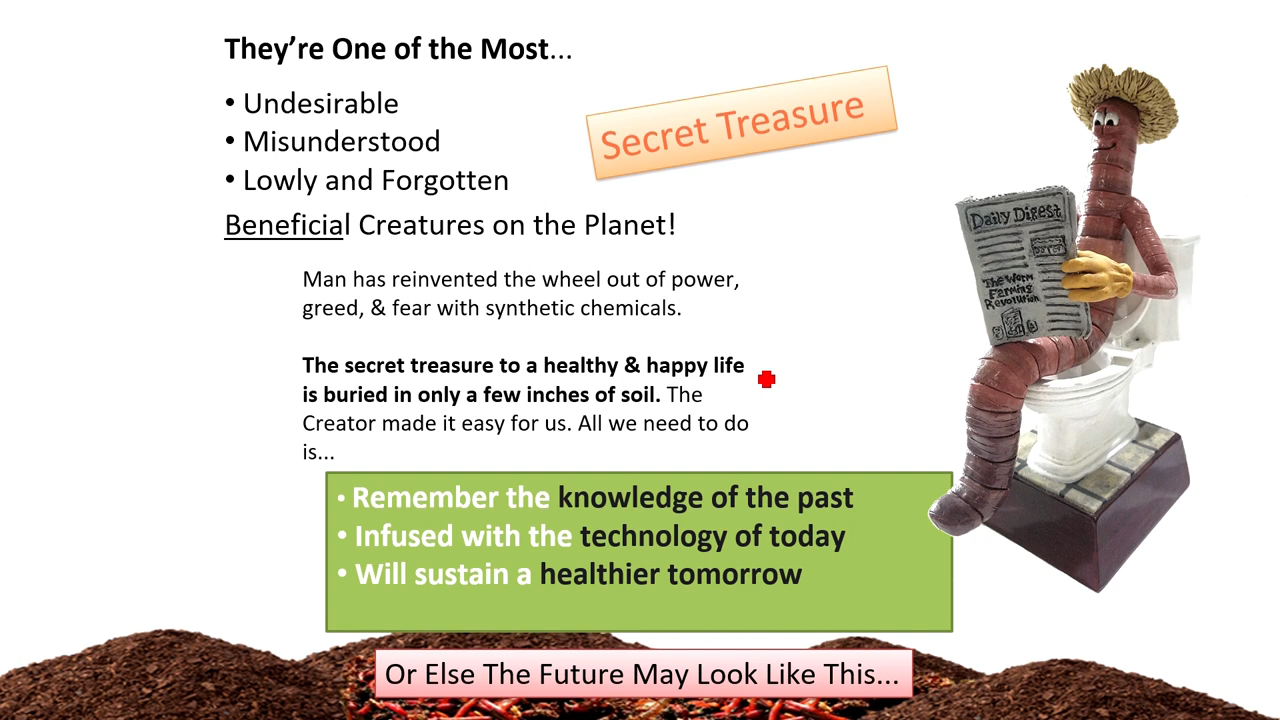 They're One of the Most...
• Undesirable
• Misunderstood
• Lowly and Forgotten
Beneficial Creatures on the Planet!
Secret Treasure
Man has reinvented the wheel out of power,
greed, & fear with synthetic chemicals.
The secret treasure to a healthy & happy life
is buried in only a few inches of soil. The
Creator made it easy for us. All we need to do
is...
• Remember the knowledge of the past
• Infused with the technology of today
• Will sustain a healthier tomorrow
Or Else The Future May Look Like This...
Daily Digest
The Worm
Farming
Revolution